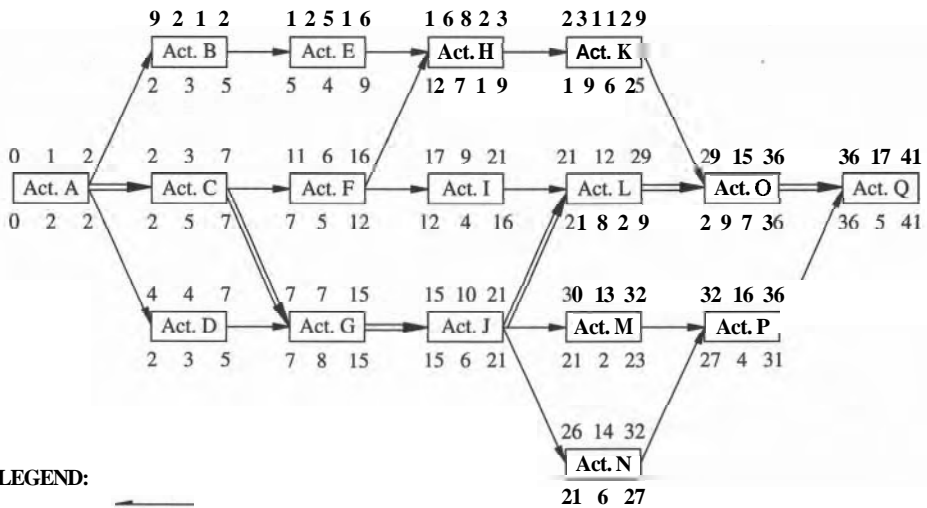 9 2 1 2 1 2 5 1 6 1 6 8 2 3 2 3 1 1 2 9
Act. B Act. E Act. H Act. K
2 3 5 5 4 9 12 7 1 9 1 9 6 2 5
0 1 2 2 3 7 11 6 16 17 9 21 21 12 29 29 15 36 36 17 41
Act. A Act. C Act. F Act. I Act. L Act. O Act. Q
0 2 2 2 5 7 7 5 12 12 4 16 21 8 2 9 2 9 7 36 36 5 41
4 4 7 7 7 15 15 10 21 30 13 32 32 16 36
Act. D Act. G Act. J Act. M Act. P
2 3 5 7 8 15 15 6 21 21 2 23 27 4 31
26 14 32
Act. N
21 6 27
LEGEND: